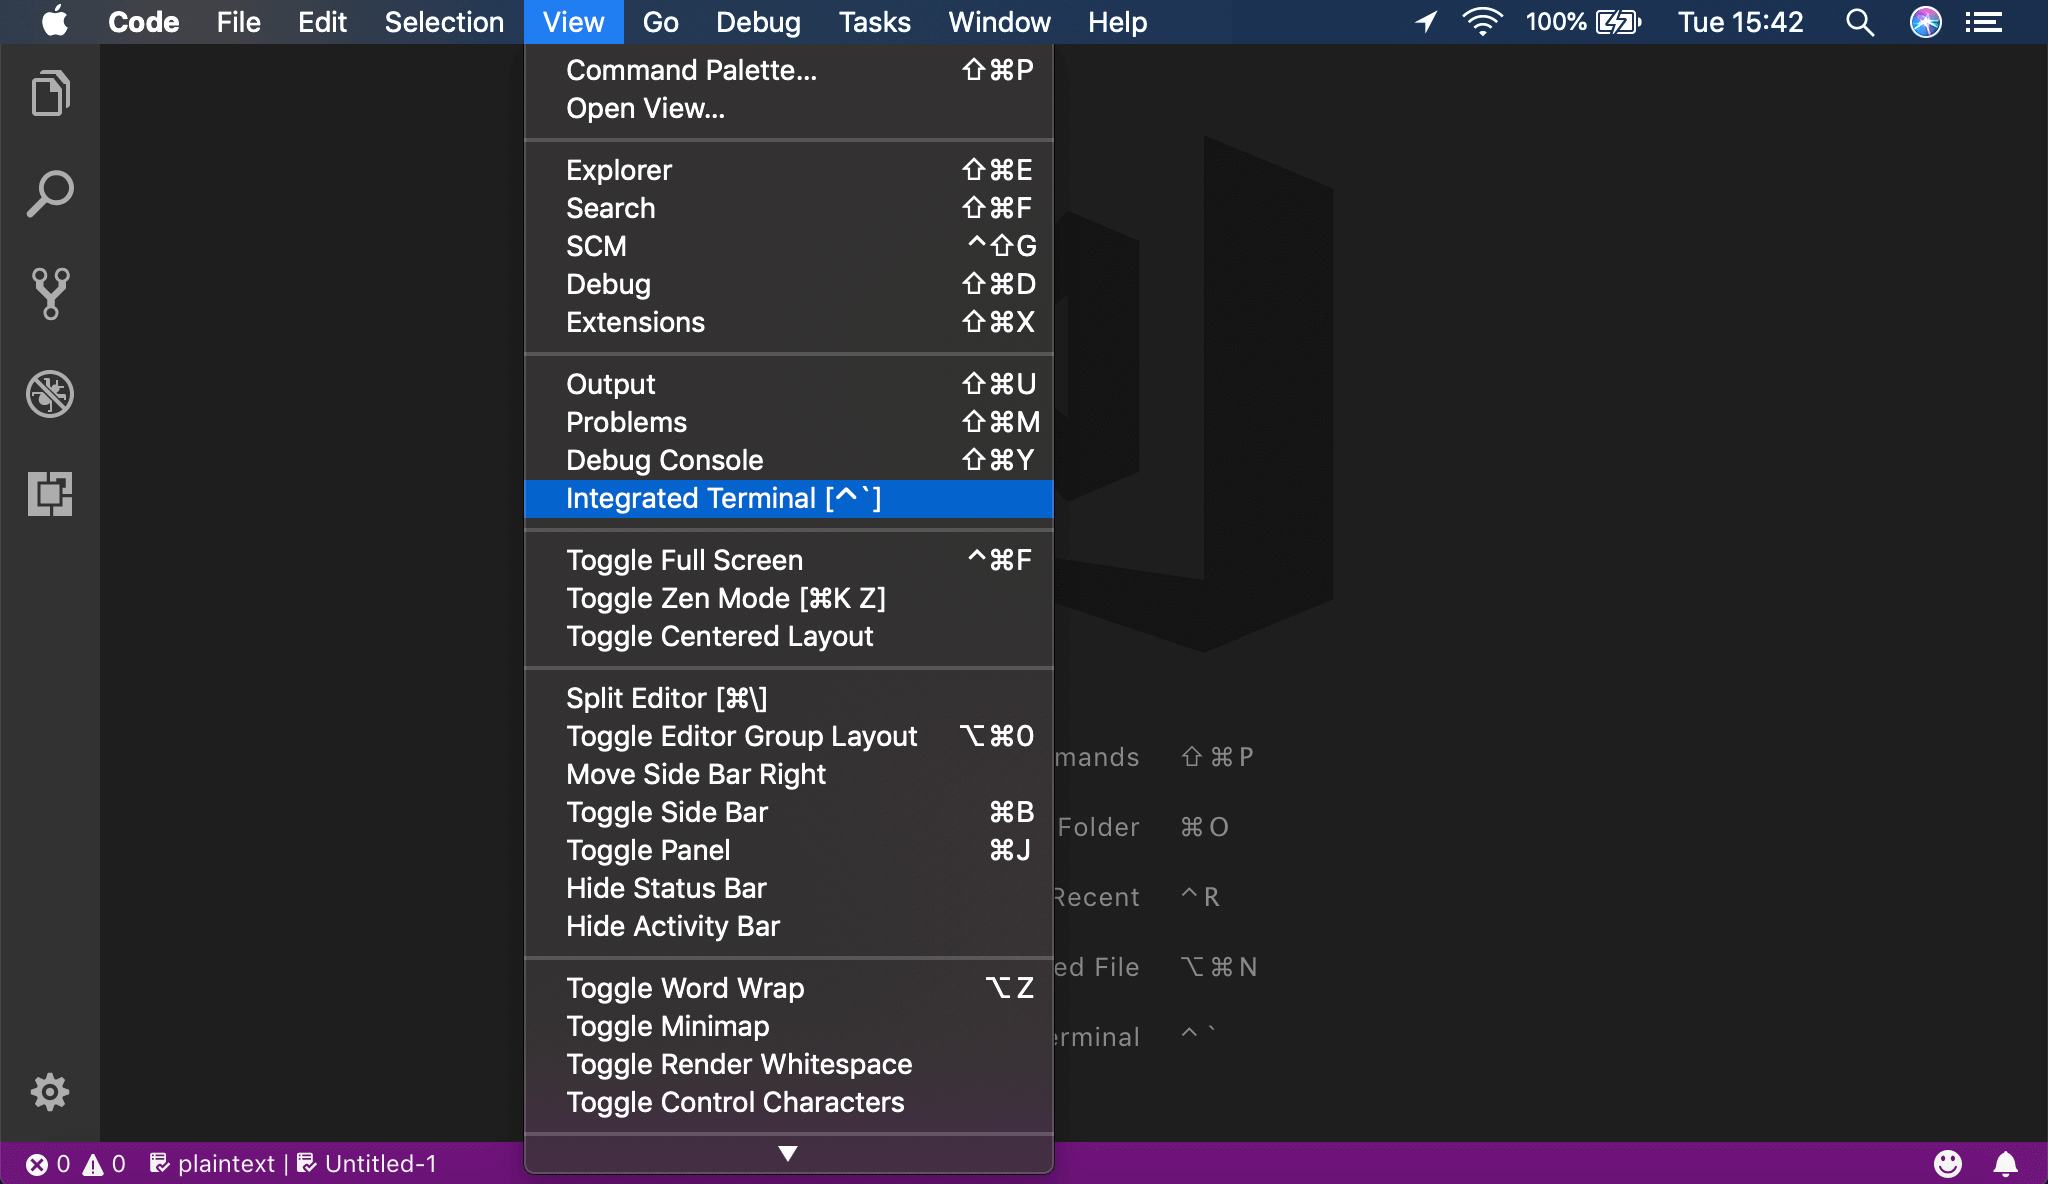 Code File Edit Selection View Go Debug Tasks Window Help 100% Tue 15:42
Command Palette... ⇧⌘P
Open View...
Explorer ⇧⌘E
Search ⇧⌘F
SCM ^⇧G
Debug ⇧⌘D
Extensions ⇧⌘X
Output ⇧⌘U
Problems ⇧⌘M
Debug Console ⇧⌘Y
Integrated Terminal [^`]
Toggle Full Screen ^⌘F
Toggle Zen Mode [⌘K Z]
Toggle Centered Layout
Split Editor [⌘\]
Toggle Editor Group Layout ⌥⌘0
Move Side Bar Right
Toggle Side Bar ⌘B
Toggle Panel ⌘J
Hide Status Bar
Hide Activity Bar
Toggle Word Wrap ⌥Z
Toggle Minimap
Toggle Render Whitespace
Toggle Control Characters
mands ⇧⌘P
Folder ⌘O
Recent ^R
ed File ⌥⌘N
erminal ^`
0 0 plaintext | Untitled-1